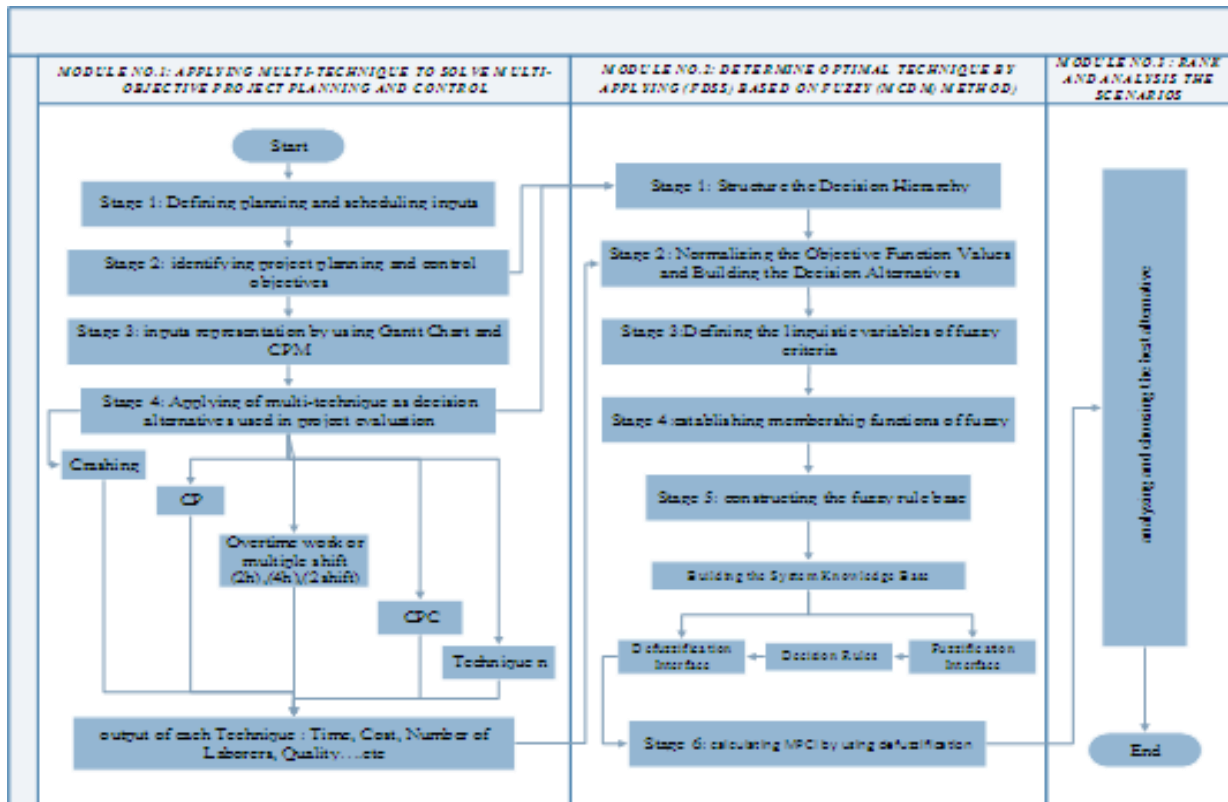 MODULE NO.1: APPLYING MULTI-TECHNIQUE TO SOLVE MULTI-
OBJECTIVE PROJECT PLANNING AND CONTROL
Start
Stage 1: Defining planning and scheduling inputs
Stage 2: identifying project planning and control
objectives
Stage 3: inputs representation by using Gantt Chart and
CPM
Stage 4: Applying of multi-technique as decision
alternatives used in project evaluation
Crashing
CP
Overtime work or
multiple shift
(2h),(4h),(2shift)
CPC
Technique n
output of each Technique : Time, Cost, Number of
Laborers, Quality....etc
MODULE NO.2: DETERMINE OPTIMAL TECHNIQUE BY
APPLYING (FDSS) BASED ON FUZZY (MCDM) METHOD)
Stage 1: Structure the Decision Hierarchy
Stage 2: Normalizing the Objective Function Values
and Building the Decision Alternatives
Stage 3:Defining the linguistic variables of fuzzy
criteria
Stage 4:establishing membership functions of fuzzy
Stage 5: constructing the fuzzy rule base
Building the System Knowledge Base
Defuzzification
Interface
Decision Rules
Fuzzification
Interface
Stage 6: calculating MPCI by using defussification
MODULE NO.3 : RANK
AND ANALYSIS THE
SCENARIOS
analyzing and choosing the best alternative
End